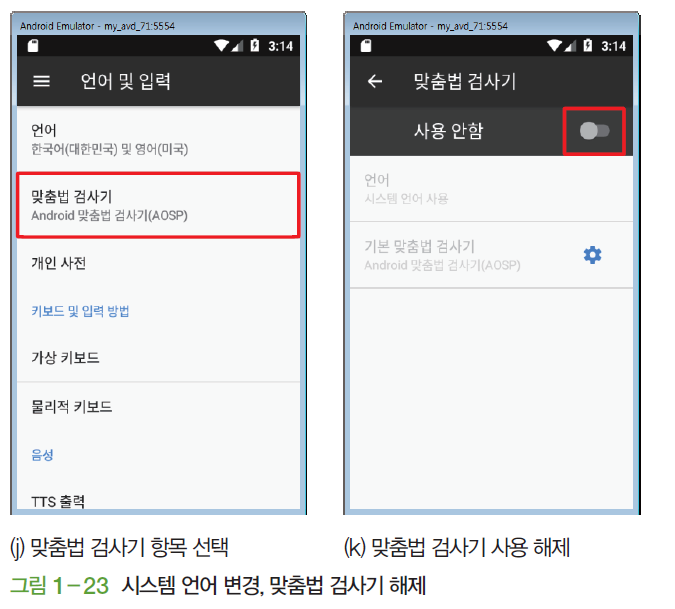 Android Emulator - my_avd_71:5554
3:14
언어 및 입력
언어
한국어(대한민국) 및 영어(미국)
맞춤법 검사기
Android 맞춤법 검사기(AOSP)
개인 사전
키보드 및 입력 방법
가상 키보드
물리적 키보드
음성
TTS 출력
(j) 맞춤법 검사기 항목 선택
Android Emulator - my_avd_71:5554
3:14
맞춤법 검사기
사용 안함
언어
시스템 언어 사용
기본 맞춤법 검사기
Android 맞춤법 검사기(AOSP)
(k) 맞춤법 검사기 사용 해제
그림 1-23 시스템 언어 변경, 맞춤법 검사기 해제